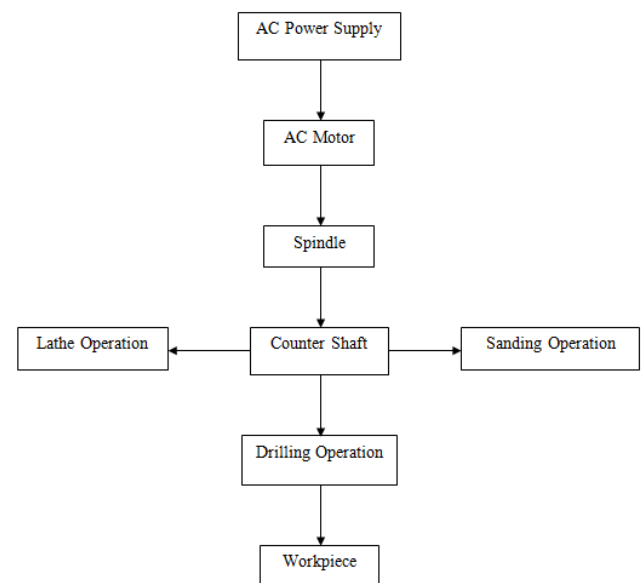 AC Power Supply
AC Motor
Spindle
Lathe Operation
Counter Shaft
Sanding Operation
Drilling Operation
Workpiece